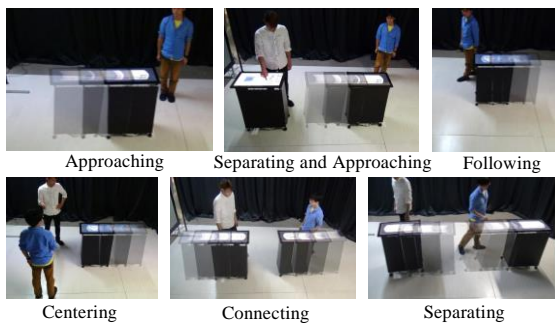 Approaching
Separating and Approaching
Following
Centering
Connecting
Separating